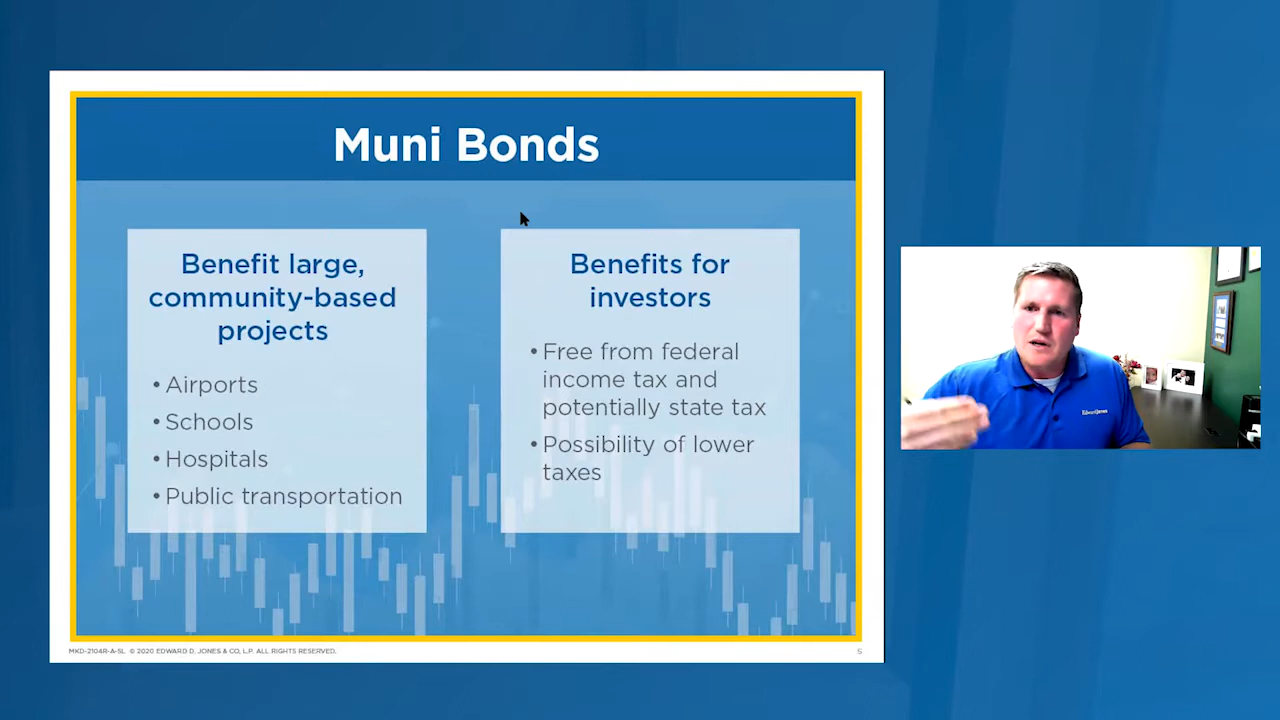 Muni Bonds
Benefit large,
community-based
projects
• Airports
• Schools
• Hospitals
• Public transportation
Benefits for
investors
• Free from federal
income tax and
potentially state tax
• Possibility of lower
taxes
MKD-2104R-A-SL © 2020 EDWARD D. JONES & CO, L.P. ALL RIGHTS RESERVED.
5
Edward Jones